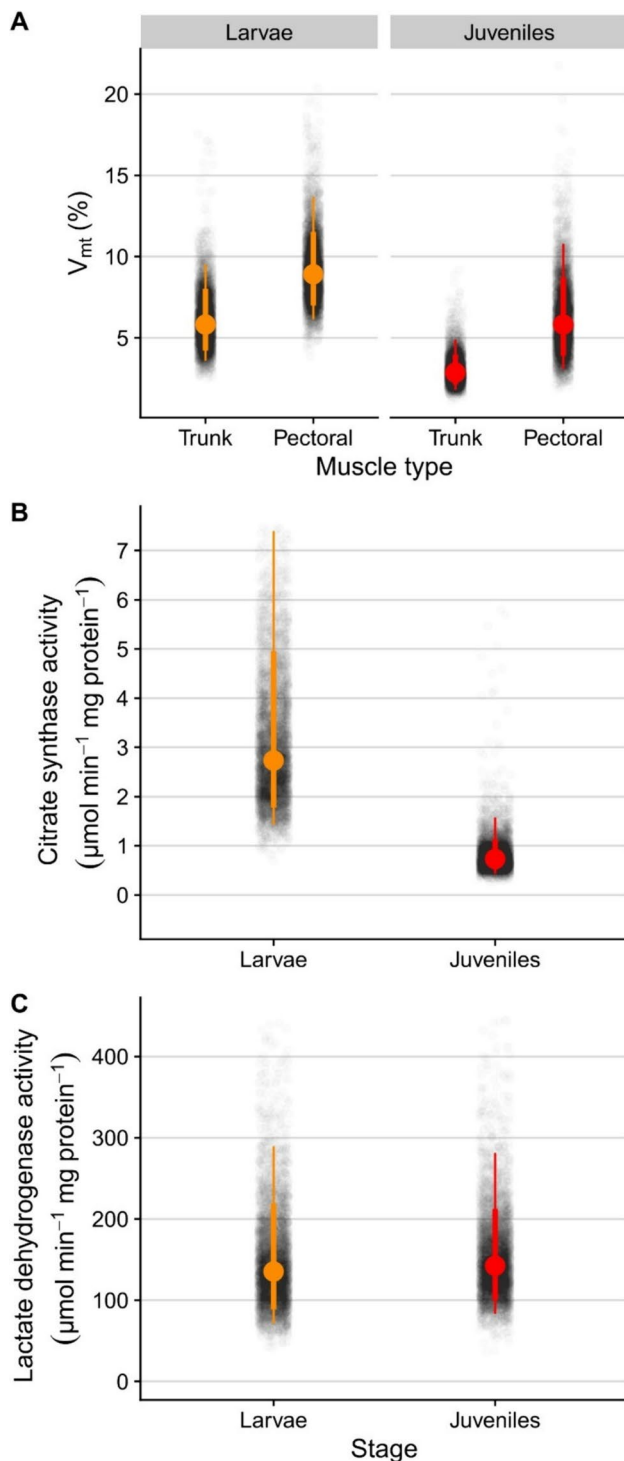 A
Larvae
Juveniles
V_mt (%)
20
15
10
5
Trunk
Pectoral
Trunk
Pectoral
Muscle type
B
Citrate synthase activity
(µmol min⁻¹ mg protein⁻¹)
7
6
5
4
3
2
1
0
Larvae
Juveniles
C
Lactate dehydrogenase activity
(µmol min⁻¹ mg protein⁻¹)
400
300
200
100
0
Larvae
Juveniles
Stage